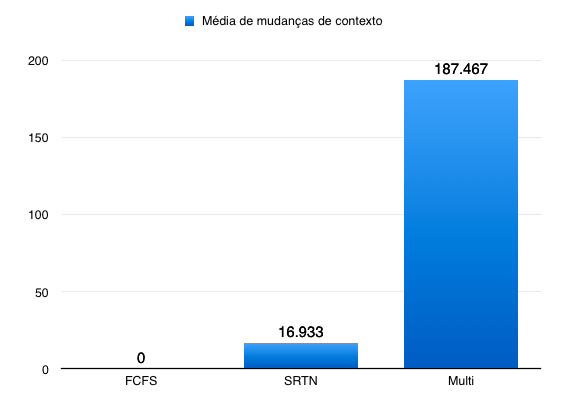 Média de mudanças de contexto
200
187.467
150
100
50
16.933
0
0
FCFS
SRTN
Multi